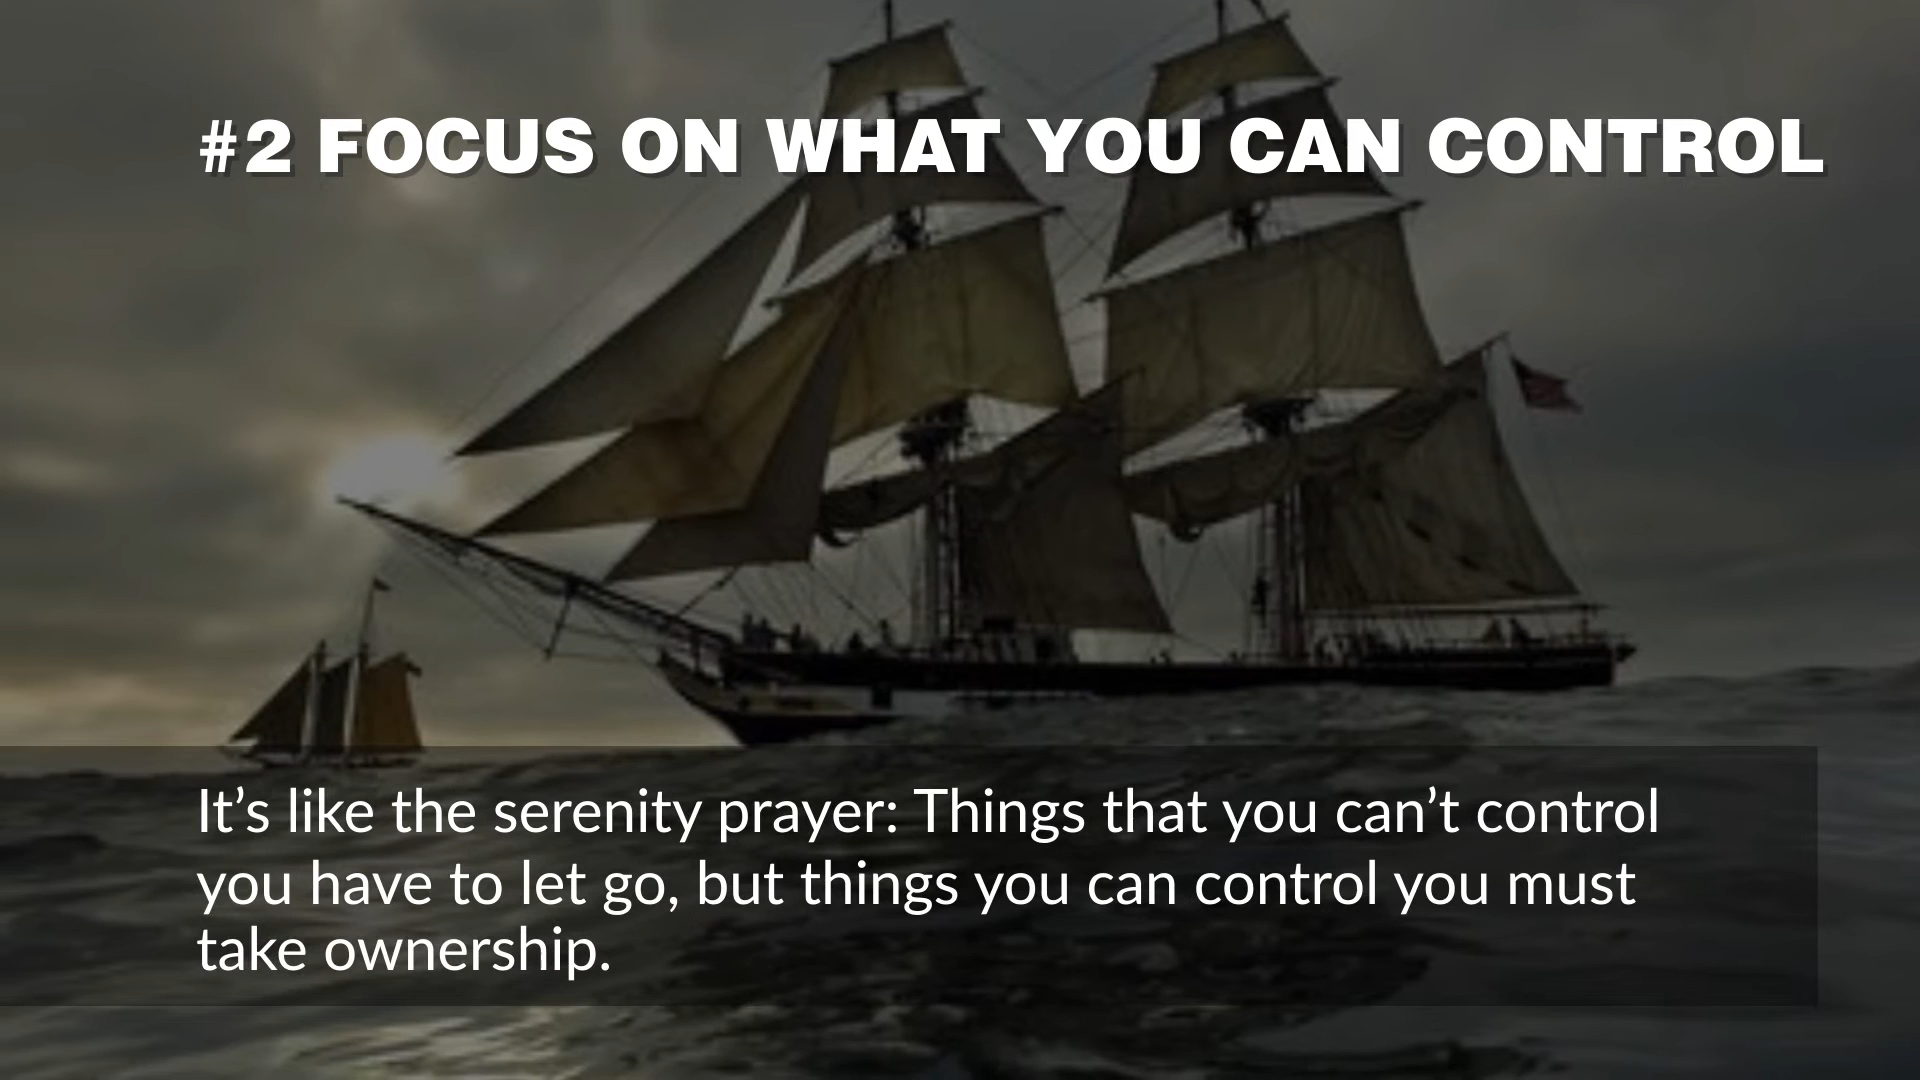 #2 FOCUS ON WHAT YOU CAN CONTROL
It’s like the serenity prayer: Things that you can’t control
you have to let go, but things you can control you must
take ownership.